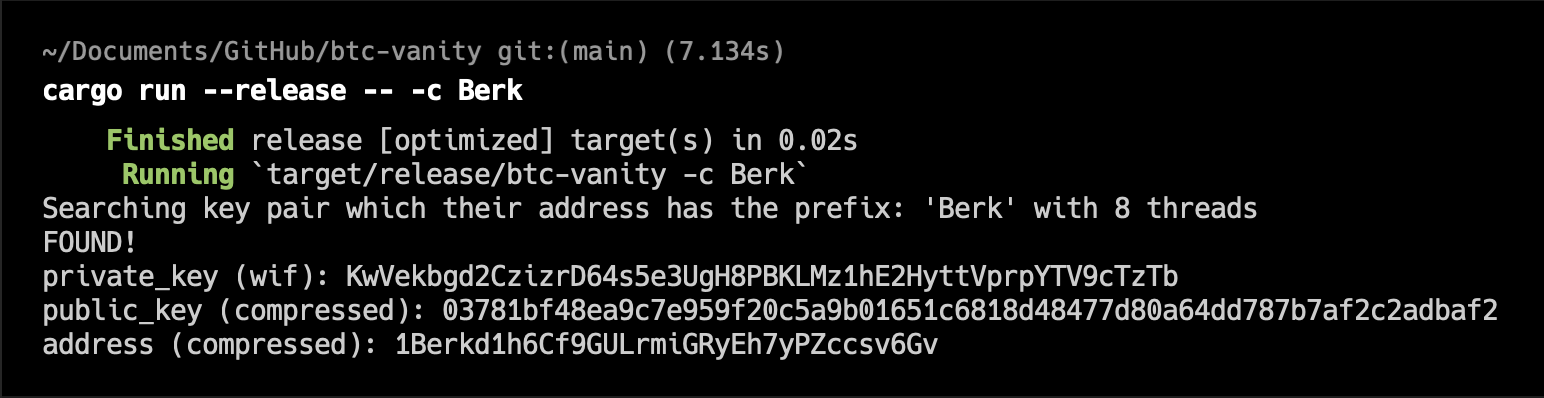 ~/Documents/GitHub/btc-vanity git:(main) (7.134s)
cargo run --release -- -c Berk
Finished release [optimized] target(s) in 0.02s
Running `target/release/btc-vanity -c Berk`
Searching key pair which their address has the prefix: 'Berk' with 8 threads
FOUND!
private_key (wif): KwVekbgd2CzizrD64s5e3UgH8PBKLMz1hE2HyttVprpYTV9cTzTb
public_key (compressed): 03781bf48ea9c7e959f20c5a9b01651c6818d48477d80a64dd787b7af2c2adbaf2
address (compressed): 1Berkd1h6Cf9GULrmiGRyEh7yPZccsv6Gv